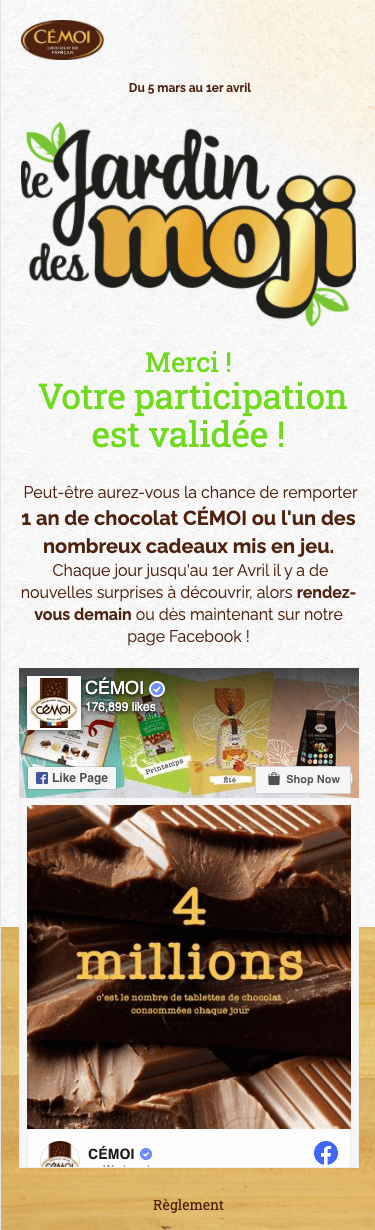 CÉMOI
CHOCOLATIER
FRANÇAIS
Du 5 mars au 1er avril
le Jardin
des moji
Merci !
Votre participation
est validée !
Peut-être aurez-vous la chance de remporter
1 an de chocolat CÉMOI ou l'un des
nombreux cadeaux mis en jeu.
Chaque jour jusqu'au 1er Avril il y a de
nouvelles surprises à découvrir, alors rendez-
vous demain ou dès maintenant sur notre
page Facebook !
CÉMOI
176,899 likes
CÉMOI
Printemps
Été
Like Page
Shop Now
4
millions
c'est le nombre de tablettes de chocolat
consommées chaque jour
CÉMOI
CÉMOI
Règlement